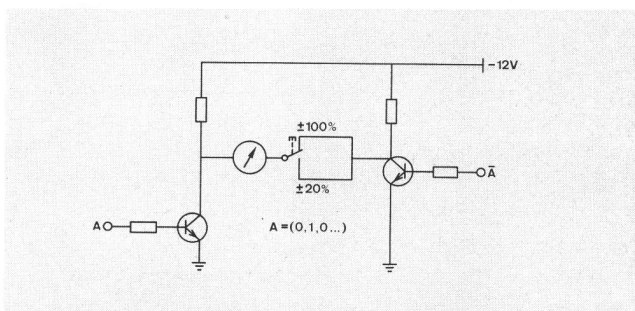 -12V
±100%
Ā
±20%
A
A = (0,1,0...)